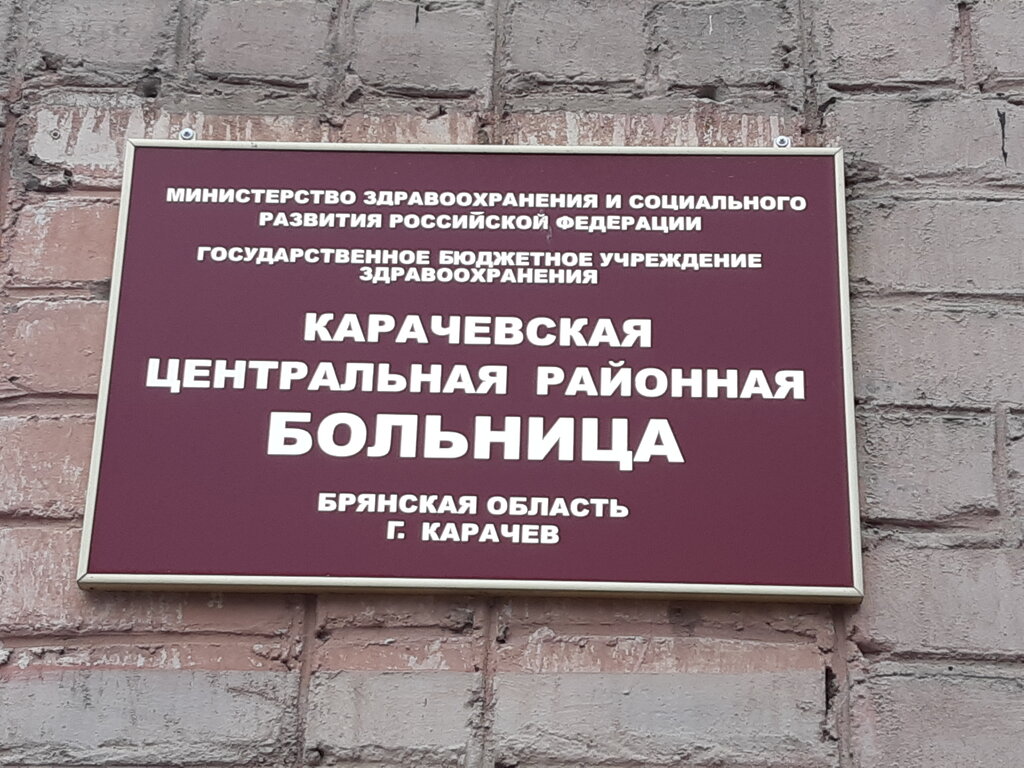 МИНИСТЕРСТВО ЗДРАВООХРАНЕНИЯ И СОЦИАЛЬНОГО
РАЗВИТИЯ РОССИЙСКОЙ ФЕДЕРАЦИИ
ГОСУДАРСТВЕННОЕ БЮДЖЕТНОЕ УЧРЕЖДЕНИЕ
ЗДРАВООХРАНЕНИЯ
КАРАЧЕВСКАЯ
ЦЕНТРАЛЬНАЯ РАЙОННАЯ
БОЛЬНИЦА
БРЯНСКАЯ ОБЛАСТЬ
Г. КАРАЧЕВ